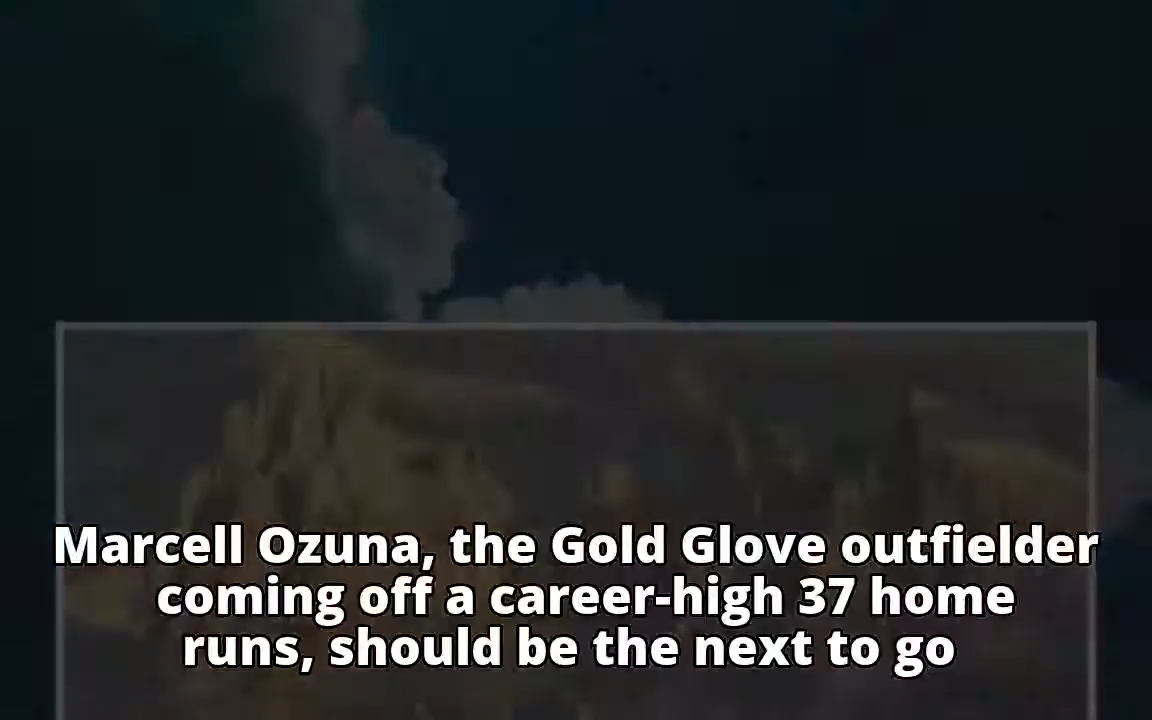 Marcell Ozuna, the Gold Glove outfielder
coming off a career-high 37 home
runs, should be the next to go